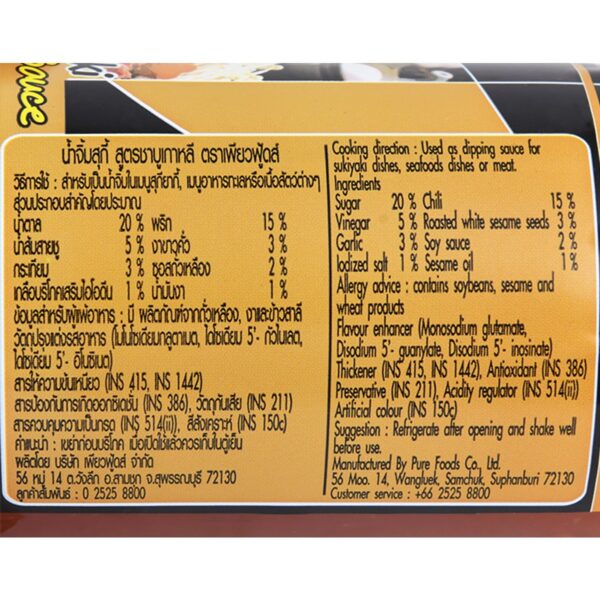 Sauce
ki
น้ำจิ้มสุกี้ สูตรชาบูเกาหลี ตราเพียวฟู้ดส์
วิธีการใช้ : สำหรับเป็นน้ำจิ้มในเมนูสุกียากี้, เมนูอาหารทะเลหรือเนื้อสัตว์ต่างๆ
ส่วนประกอบสำคัญโดยประมาณ
น้ำตาล 20 % พริก 15 %
น้ำส้มสายชู 5 % งาขาวคั่ว 3 %
กระเทียม 3 % ซอสถั่วเหลือง 2 %
เกลือบริโภคเสริมไอโอดีน 1 % น้ำมันงา 1 %
ข้อมูลสำหรับผู้แพ้อาหาร : มี ผลิตภัณฑ์จากถั่วเหลือง, งาและข้าวสาลี
วัตถุปรุงแต่งรสอาหาร (โมโนโซเดียมกลูตาเมต, ไดโซเดียม 5'- กัวไนเลต,
ไดโซเดียม 5'- อิโนซิเนต)
สารให้ความข้นเหนียว (INS 415, INS 1442)
สารป้องกันการเกิดออกซิเดชั่น (INS 386), วัตถุกันเสีย (INS 211)
สารควบคุมความเป็นกรด (INS 514(ii)), สีสังเคราะห์ (INS 150c)
คำแนะนำ : เขย่าก่อนบริโภค เมื่อเปิดใช้แล้วควรเก็บในตู้เย็น
ผลิตโดย บริษัท เพียวฟู้ดส์ จำกัด
56 หมู่ 14 ต.วังลึก อ.สามชุก จ.สุพรรณบุรี 72130
ลูกค้าสัมพันธ์ : 0 2525 8800
Cooking direction : Used as dipping sauce for
sukiyaki dishes, seafoods dishes or meat.
Ingredients
Sugar 20 % Chili 15%
Vinegar 5 % Roasted white sesame seeds 3 %
Garlic 3 % Soy sauce 2%
Iodized salt 1 % Sesame oil 1%
Allergy advice : contains soybeans, sesame and
wheat products
Flavour enhancer (Monosodium glutamate,
Disodium 5'- guanylate, Disodium 5'- inosinate)
Thickener (INS 415, INS 1442), Antioxidant (INS 386)
Preservative (INS 211), Acidity regulator (INS 514(ii))
Artificial colour (INS 150c)
Suggestion : Refrigerate after opening and shake well
before use.
Manufactured By Pure Foods Co., Ltd.
56 Moo. 14, Wangluek, Samchuk, Suphanburi 72130
Customer service : +66 2525 8800